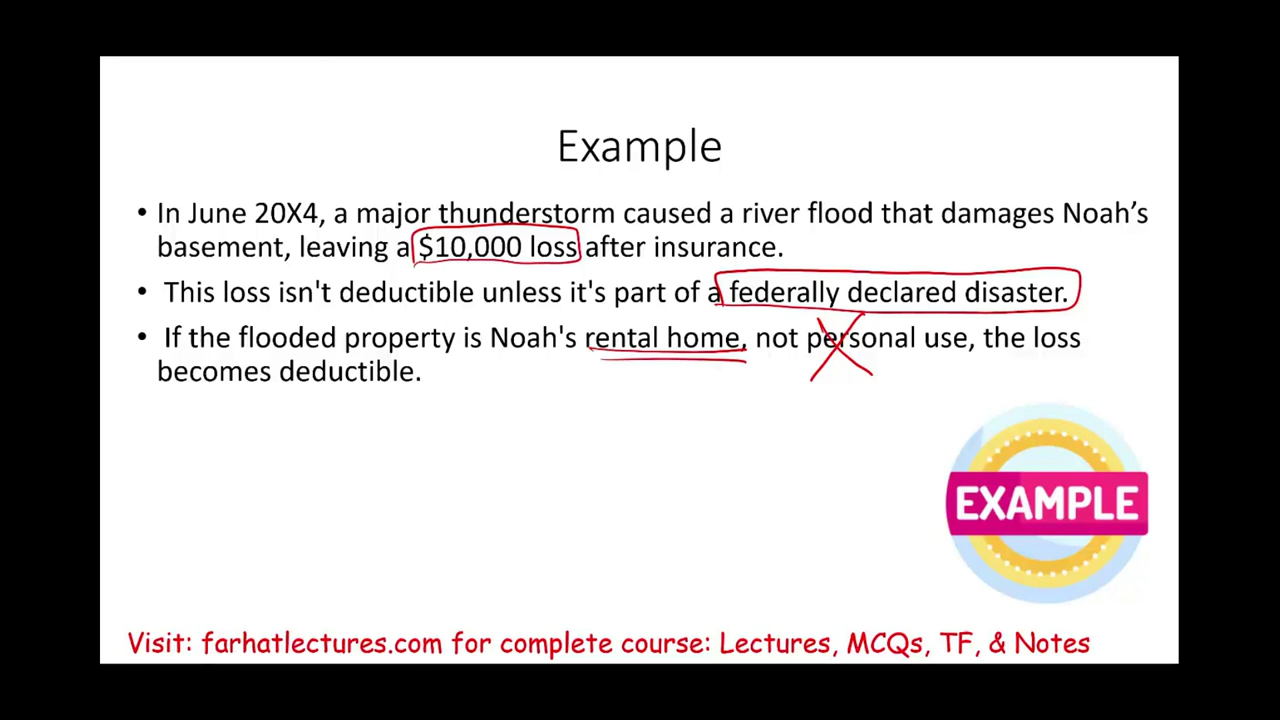 Example
• In June 20X4, a major thunderstorm caused a river flood that damages Noah’s
basement, leaving a $10,000 loss after insurance.
• This loss isn't deductible unless it's part of a federally declared disaster.
• If the flooded property is Noah's rental home, not personal use, the loss
becomes deductible.
EXAMPLE
Visit: farhatlectures.com for complete course: Lectures, MCQs, TF, & Notes